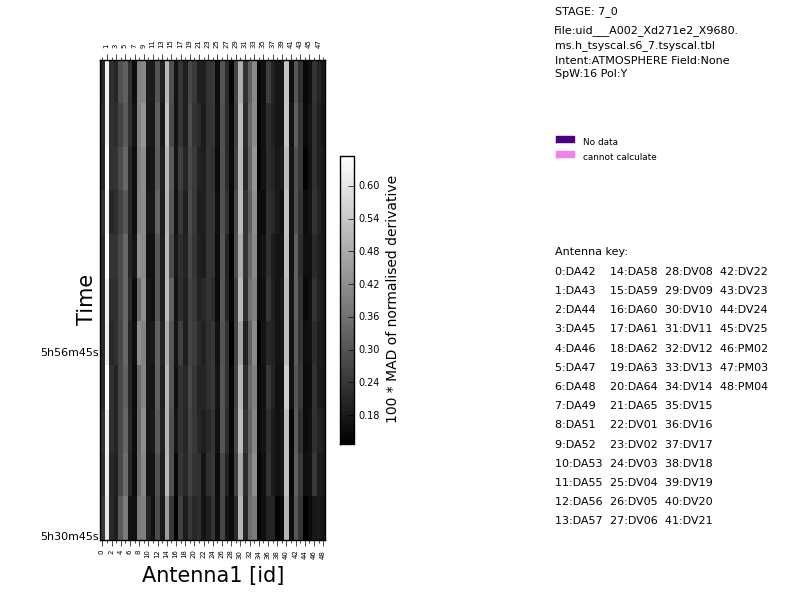 STAGE: 7_0
File:uid___A002_Xd271e2_X9680.
ms.h_tsyscal.s6_7.tsyscal.tbl
Intent:ATMOSPHERE Field:None
SpW:16 Pol:Y
1 3 5 7 9 11 13 15 17 19 21 23 25 27 29 31 33 35 37 39 41 43 45 47
No data
cannot calculate
0.60
0.54
0.48
0.42
0.36
0.30
0.24
0.18
100 * MAD of normalised derivative
Time
5h56m45s
5h30m45s
0 2 4 6 8 10 12 14 16 18 20 22 24 26 28 30 32 34 36 38 40 42 44 46 48
Antenna1 [id]
Antenna key:
0:DA42 14:DA58 28:DV08 42:DV22
1:DA43 15:DA59 29:DV09 43:DV23
2:DA44 16:DA60 30:DV10 44:DV24
3:DA45 17:DA61 31:DV11 45:DV25
4:DA46 18:DA62 32:DV12 46:PM02
5:DA47 19:DA63 33:DV13 47:PM03
6:DA48 20:DA64 34:DV14 48:PM04
7:DA49 21:DA65 35:DV15
8:DA51 22:DV01 36:DV16
9:DA52 23:DV02 37:DV17
10:DA53 24:DV03 38:DV18
11:DA55 25:DV04 39:DV19
12:DA56 26:DV05 40:DV20
13:DA57 27:DV06 41:DV21